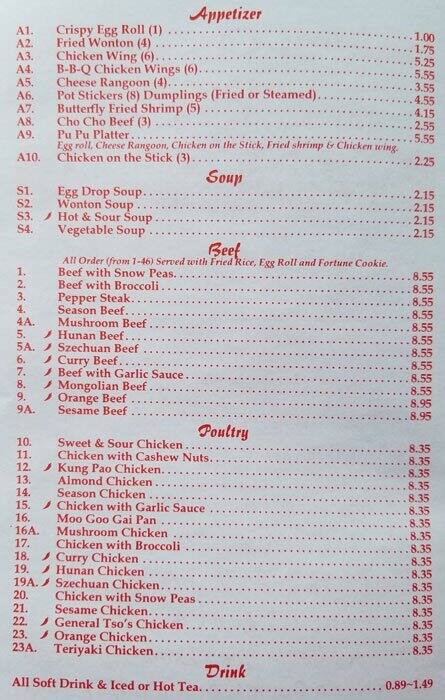 Appetizer
A1. Crispy Egg Roll (1) 1.00
A2. Fried Wonton (4) 1.75
A3. Chicken Wing (6) 5.25
A4. B-B-Q Chicken Wings (6) 5.55
A5. Cheese Rangoon (4) 3.55
A6. Pot Stickers (8) Dumplings (Fried or Steamed) 4.55
A7. Butterfly Fried Shrimp (5) 4.15
A8. Cho Cho Beef (3) 2.55
A9. Pu Pu Platter 5.55
Egg roll, Cheese Rangoon, Chicken on the Stick, Fried shrimp & Chicken wing.
A10. Chicken on the Stick (3) 2.25
Soup
S1. Egg Drop Soup 2.15
S2. Wonton Soup 2.15
S3. Hot & Sour Soup 2.15
S4. Vegetable Soup 2.15
Beef
All Order (from 1-46) Served with Fried Rice, Egg Roll and Fortune Cookie.
1. Beef with Snow Peas 8.55
2. Beef with Broccoli 8.55
3. Pepper Steak 8.55
4. Season Beef 8.55
4A. Mushroom Beef 8.55
5. Hunan Beef 8.55
5A. Szechuan Beef 8.55
6. Curry Beef 8.55
7. Beef with Garlic Sauce 8.55
8. Mongolian Beef 8.55
9. Orange Beef 8.95
9A. Sesame Beef 8.95
Poultry
10. Sweet & Sour Chicken 8.35
11. Chicken with Cashew Nuts 8.35
12. Kung Pao Chicken 8.35
13. Almond Chicken 8.35
14. Season Chicken 8.35
15. Chicken with Garlic Sauce 8.35
16. Moo Goo Gai Pan 8.35
16A. Mushroom Chicken 8.35
17. Chicken with Broccoli 8.35
18. Curry Chicken 8.35
19. Hunan Chicken 8.35
19A. Szechuan Chicken 8.35
20. Chicken with Snow Peas 8.35
21. Sesame Chicken 8.35
22. General Tso's Chicken 8.35
23. Orange Chicken 8.35
23A. Teriyaki Chicken 8.35
Drink
All Soft Drink & Iced or Hot Tea 0.89~1.49